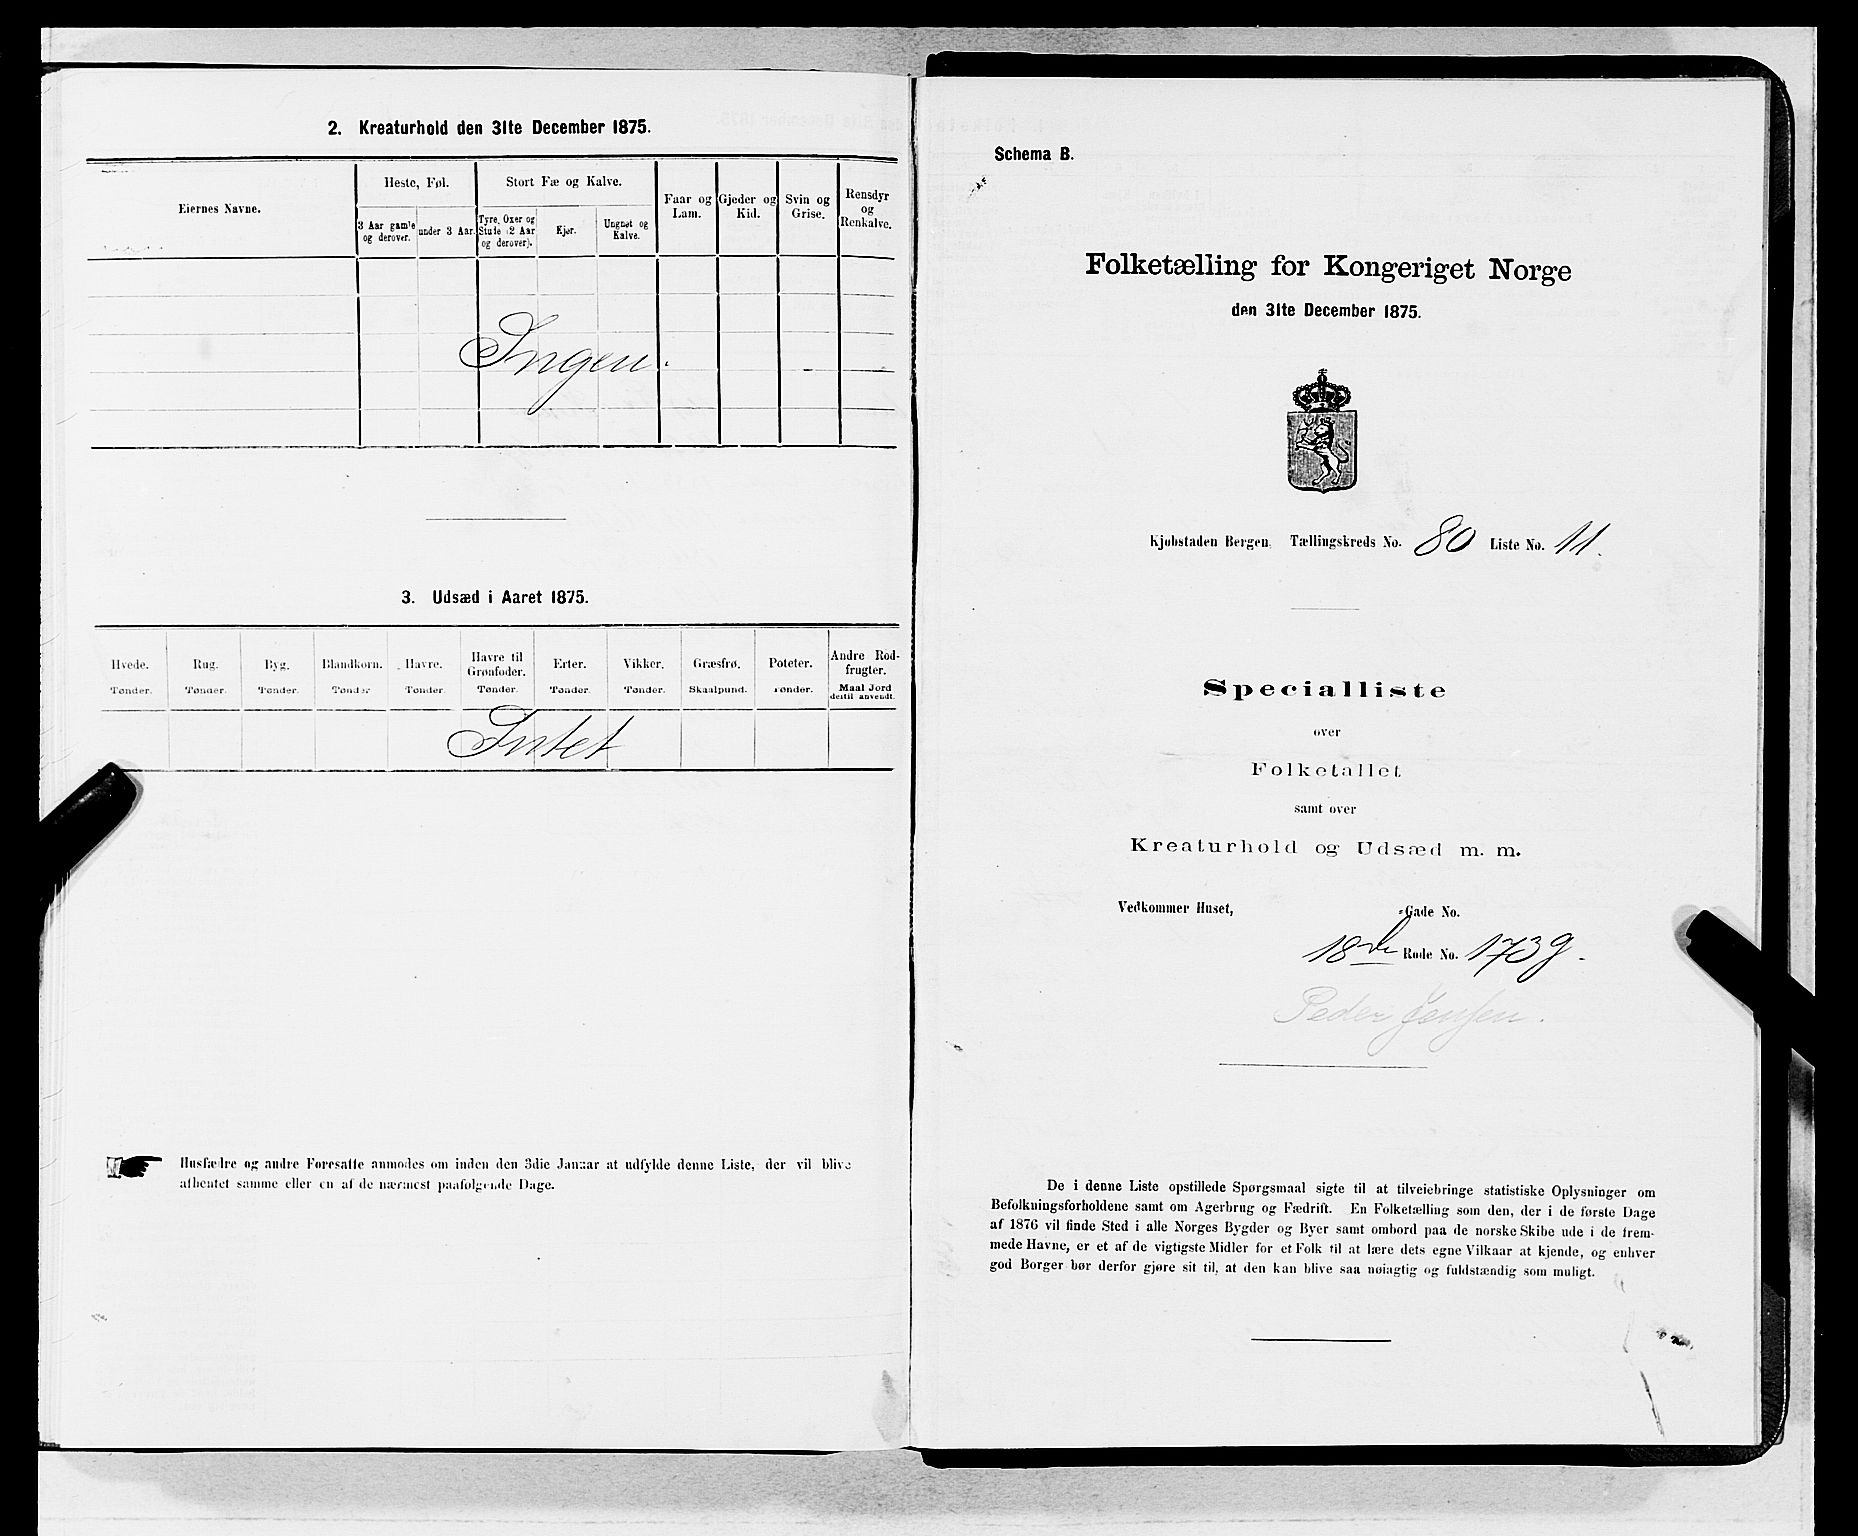 2. Kreaturhold den 31te December 1875.
Eiernes Navne.
Heste, Føl.
3 Aar gamle og derover.
under 3 Aar.
Stort Fæ og Kalve.
Tyre, Oxer og Stude (2 Aar og derover).
Kjør.
Ungnøt og Kalve.
Faar og Lam.
Gjeder og Kid.
Svin og Grise.
Rensdyr og Renkalve.
Ingen.
3. Udsæd i Aaret 1875.
Hvede. Tønder.
Rug. Tønder.
Byg. Tønder.
Blandkorn. Tønder
Havre. Tønder.
Havre til Grønfoder. Tønder.
Erter. Tønder.
Vikker. Tønder.
Græsfrø. Skaalpund.
Poteter. Tønder.
Andre Rodfrugter. Maal Jord dertil anvendt.
Intet
Husfædre og andre Foresatte anmodes om inden den 3die Januar at udfylde denne Liste, der vil blive
afhentet samme eller en af de nærmest paafølgende Dage.
Schema B.
Folketælling for Kongeriget Norge
den 31te December 1875.
Kjøbstaden Bergen. Tællingskreds No. 80 Liste No. 11.
Specialliste
over
Folketallet
samt over
Kreaturhold og Udsæd m. m.
Vedkommer Huset, -Gade No.
18de Rode No. 173g.
Peder Jensen.
De i denne Liste opstillede Spørgsmaal sigte til at tilveiebringe statistiske Oplysninger om
Befolkningsforholdene samt om Agerbrug og Fædrift. En Folketælling som den, der i de første Dage
af 1876 vil finde Sted i alle Norges Bygder og Byer samt ombord paa de norske Skibe ude i de frem-
mede Havne, er et af de vigtigste Midler for et Folk til at lære dets egne Vilkaar at kjende, og enhver
god Borger bør derfor gjøre sit til, at den kan blive saa nøiagtig og fuldstændig som muligt.